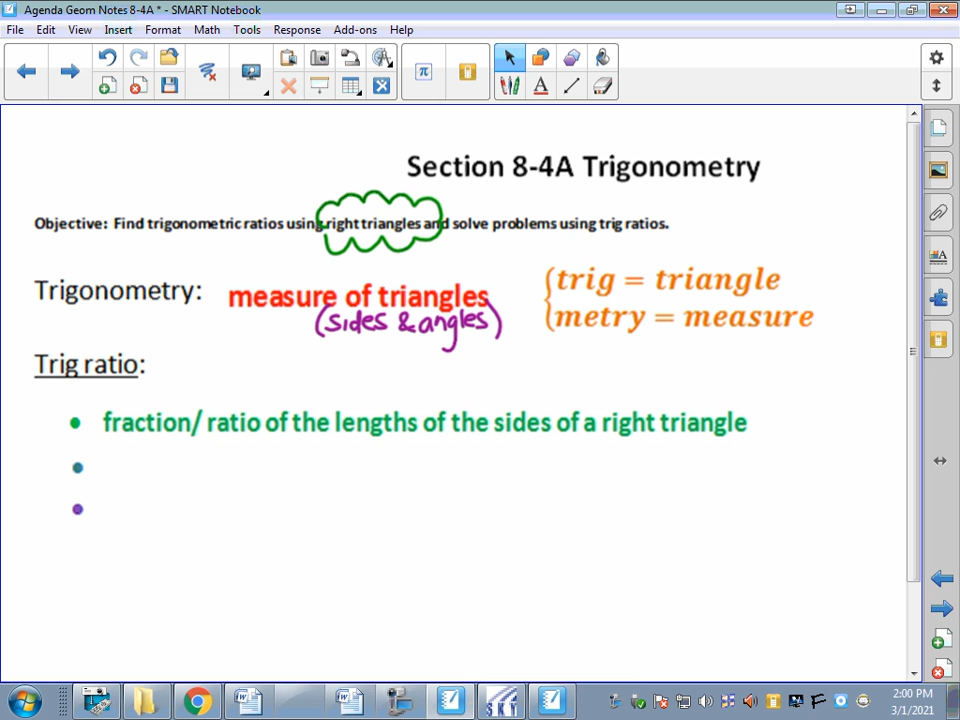 Agenda Geom Notes 8-4A * - SMART Notebook
File Edit View Insert Format Math Tools Response Add-ons Help
π
A
Section 8-4A Trigonometry
Objective: Find trigonometric ratios using right triangles and solve problems using trig ratios.
Trigonometry: measure of triangles
(sides & angles)
{trig = triangle
metry = measure
Trig ratio:
• fraction/ ratio of the lengths of the sides of a right triangle
•
•
2:00 PM
3/1/2021